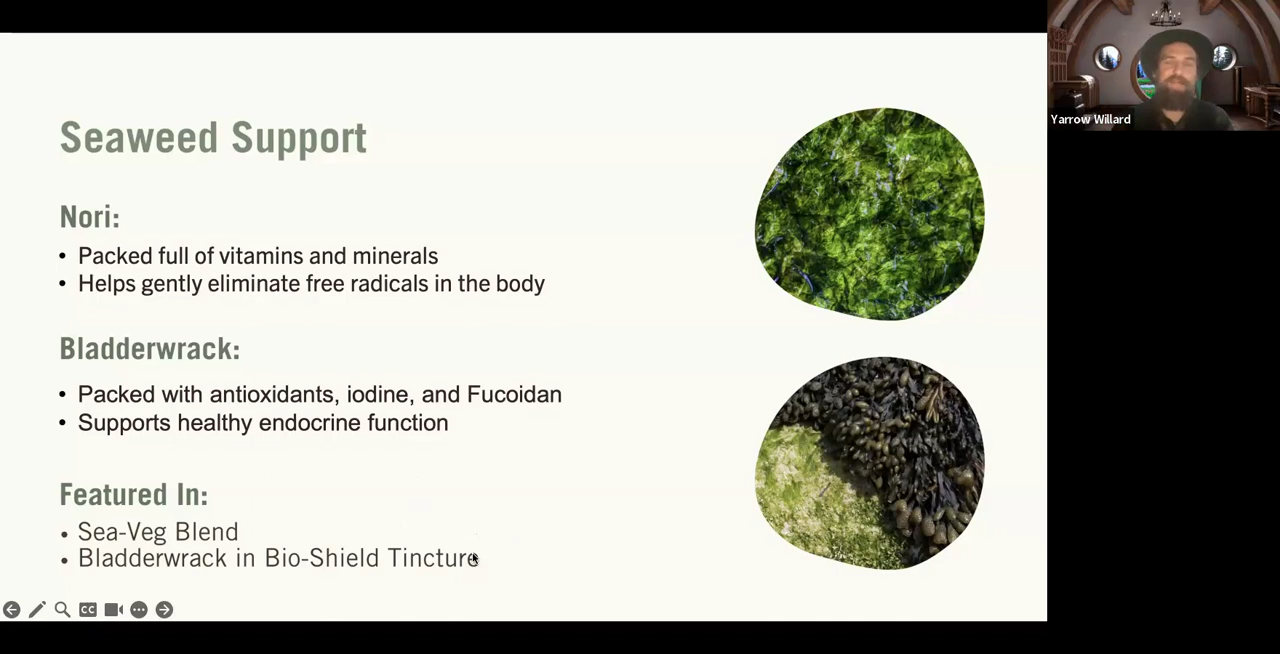 Seaweed Support
Nori:
• Packed full of vitamins and minerals
• Helps gently eliminate free radicals in the body
Bladderwrack:
• Packed with antioxidants, iodine, and Fucoidan
• Supports healthy endocrine function
Featured In:
• Sea-Veg Blend
• Bladderwrack in Bio-Shield Tincture
CC
Yarrow Willard